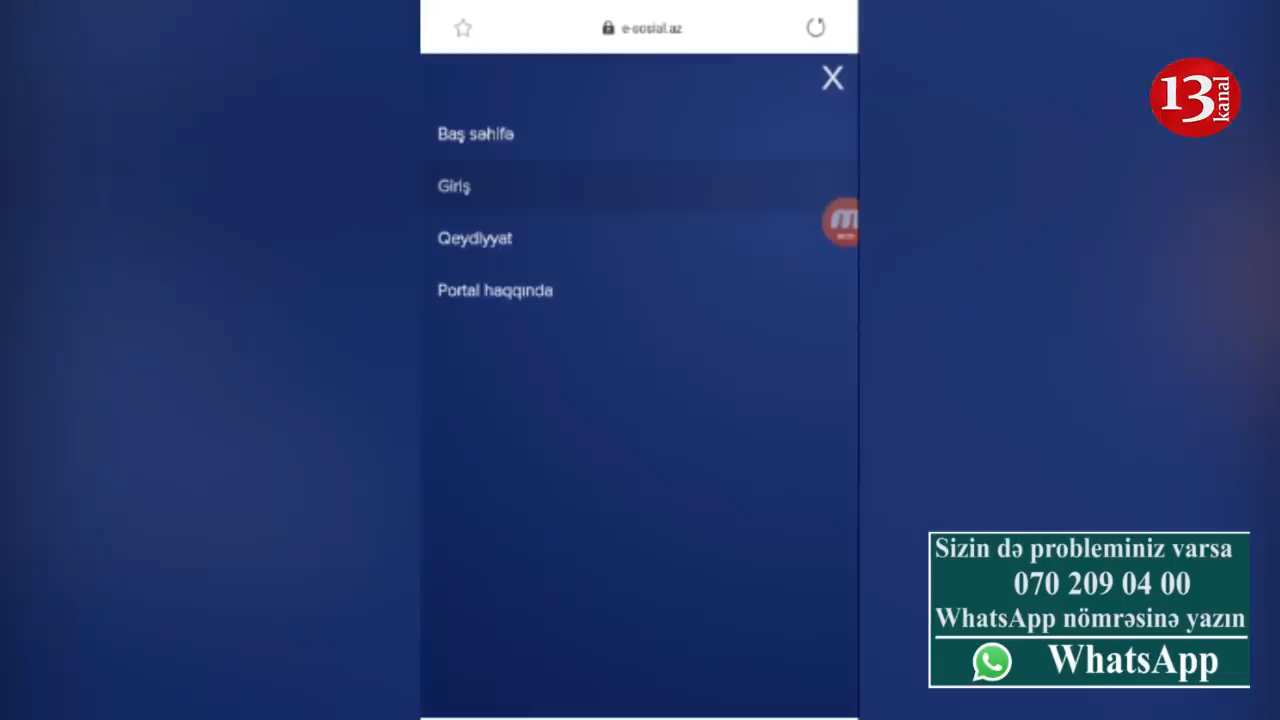 e-sosial.az
X
Baş səhifə
Giriş
Qeydiyyat
Portal haqqında
13 kanal
Sizin də probleminiz varsa
070 209 04 00
WhatsApp nömrəsinə yazın
WhatsApp